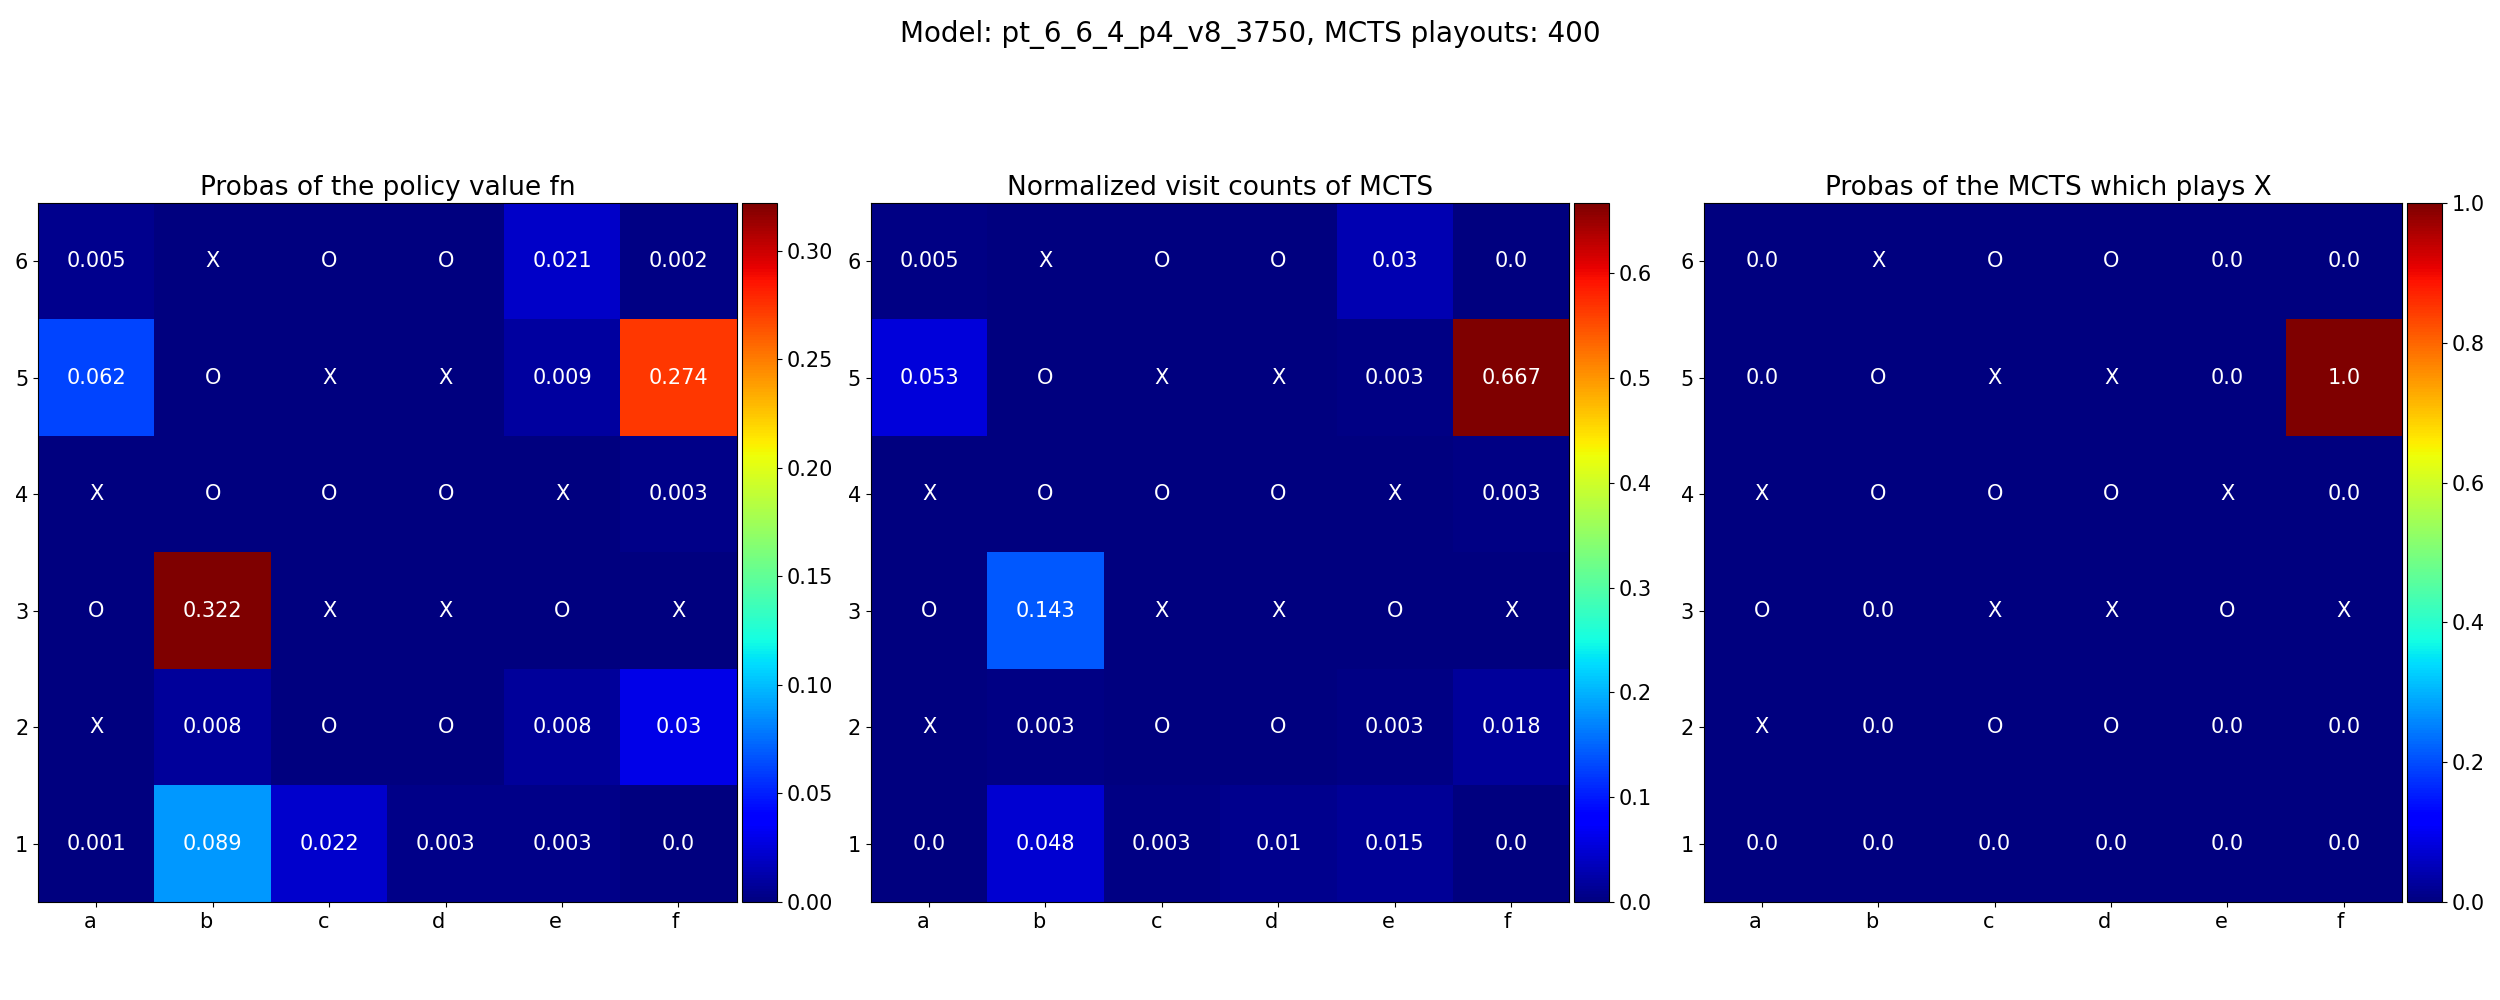 Model: pt_6_6_4_p4_v8_3750, MCTS playouts: 400
Probas of the policy value fn
6 0.005 X O O 0.021 0.002
5 0.062 O X X 0.009 0.274
4 X O O O X 0.003
3 O 0.322 X X O X
2 X 0.008 O O 0.008 0.03
1 0.001 0.089 0.022 0.003 0.003 0.0
a b c d e f
0.30
0.25
0.20
0.15
0.10
0.05
0.00
Normalized visit counts of MCTS
6 0.005 X O O 0.03 0.0
5 0.053 O X X 0.003 0.667
4 X O O O X 0.003
3 O 0.143 X X O X
2 X 0.003 O O 0.003 0.018
1 0.0 0.048 0.003 0.01 0.015 0.0
a b c d e f
0.6
0.5
0.4
0.3
0.2
0.1
0.0
Probas of the MCTS which plays X
6 0.0 X O O 0.0 0.0
5 0.0 O X X 0.0 1.0
4 X O O O X 0.0
3 O 0.0 X X O X
2 X 0.0 O O 0.0 0.0
1 0.0 0.0 0.0 0.0 0.0 0.0
a b c d e f
1.0
0.8
0.6
0.4
0.2
0.0